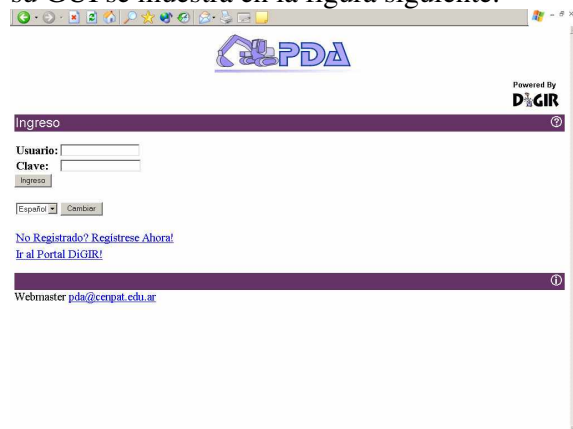 su GUI se muestra en la figura siguiente:
PDA
Powered By
DiGIR
Ingreso
Usuario:
Clave:
Ingreso
Español Cambiar
No Registrado? Regístrese Ahora!
Ir al Portal DiGIR!
Webmaster pda@cenpat.edu.ar